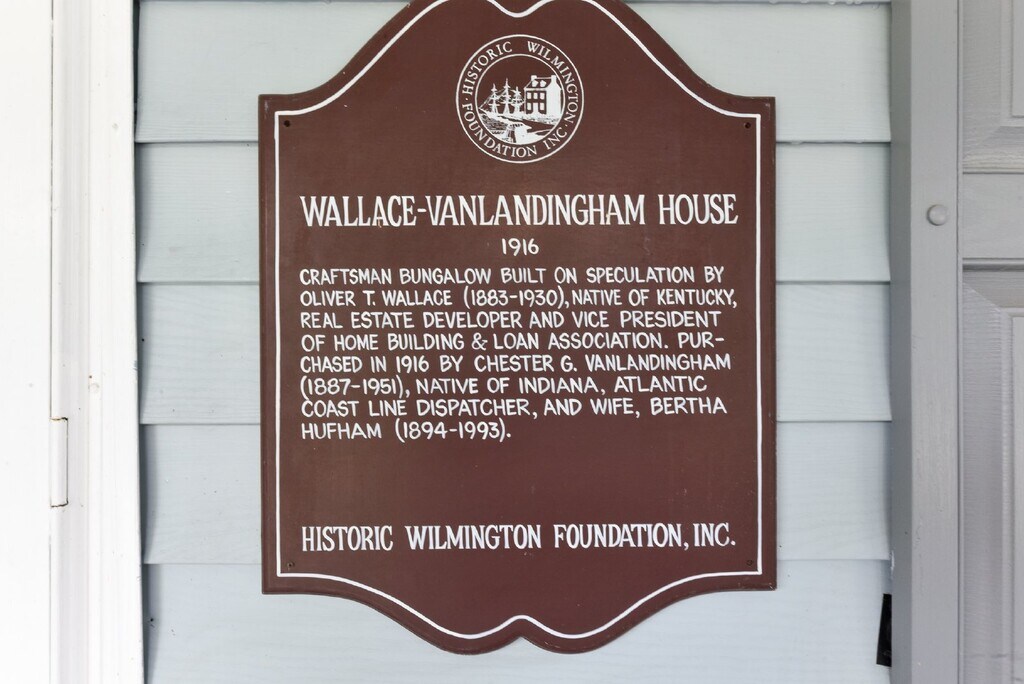 HISTORIC WILMINGTON
FOUNDATION INC.
WALLACE-VANLANDINGHAM HOUSE
1916
CRAFTSMAN BUNGALOW BUILT ON SPECULATION BY
OLIVER T. WALLACE (1883-1930), NATIVE OF KENTUCKY,
REAL ESTATE DEVELOPER AND VICE PRESIDENT
OF HOME BUILDING & LOAN ASSOCIATION. PUR-
CHASED IN 1916 BY CHESTER G. VANLANDINGHAM
(1887-1951), NATIVE OF INDIANA, ATLANTIC
COAST LINE DISPATCHER, AND WIFE, BERTHA
HUFHAM (1894-1993).
HISTORIC WILMINGTON FOUNDATION, INC.